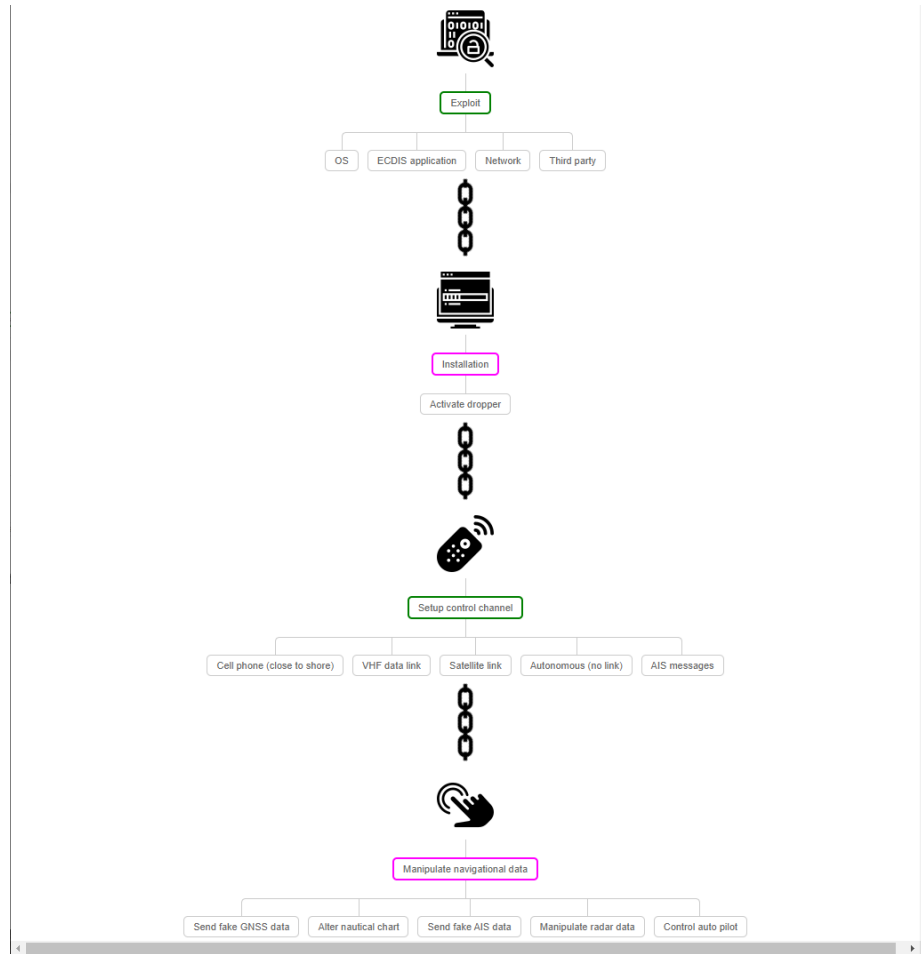 Exploit
OS
ECDIS application
Network
Third party
Installation
Activate dropper
Setup control channel
Cell phone (close to shore)
VHF data link
Satellite link
Autonomous (no link)
AIS messages
Manipulate navigational data
Send fake GNSS data
Alter nautical chart
Send fake AIS data
Manipulate radar data
Control auto pilot